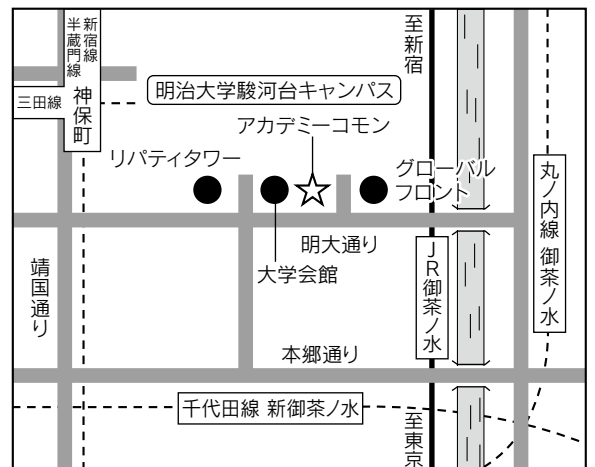 新宿線
半蔵門線
神保町
三田線
至新宿
明治大学駿河台キャンパス
アカデミーコモン
リバティタワー
グローバル
フロント
丸ノ内線 御茶ノ水
明大通り
大学会館
JR御茶ノ水
靖国通り
本郷通り
千代田線 新御茶ノ水
至東京